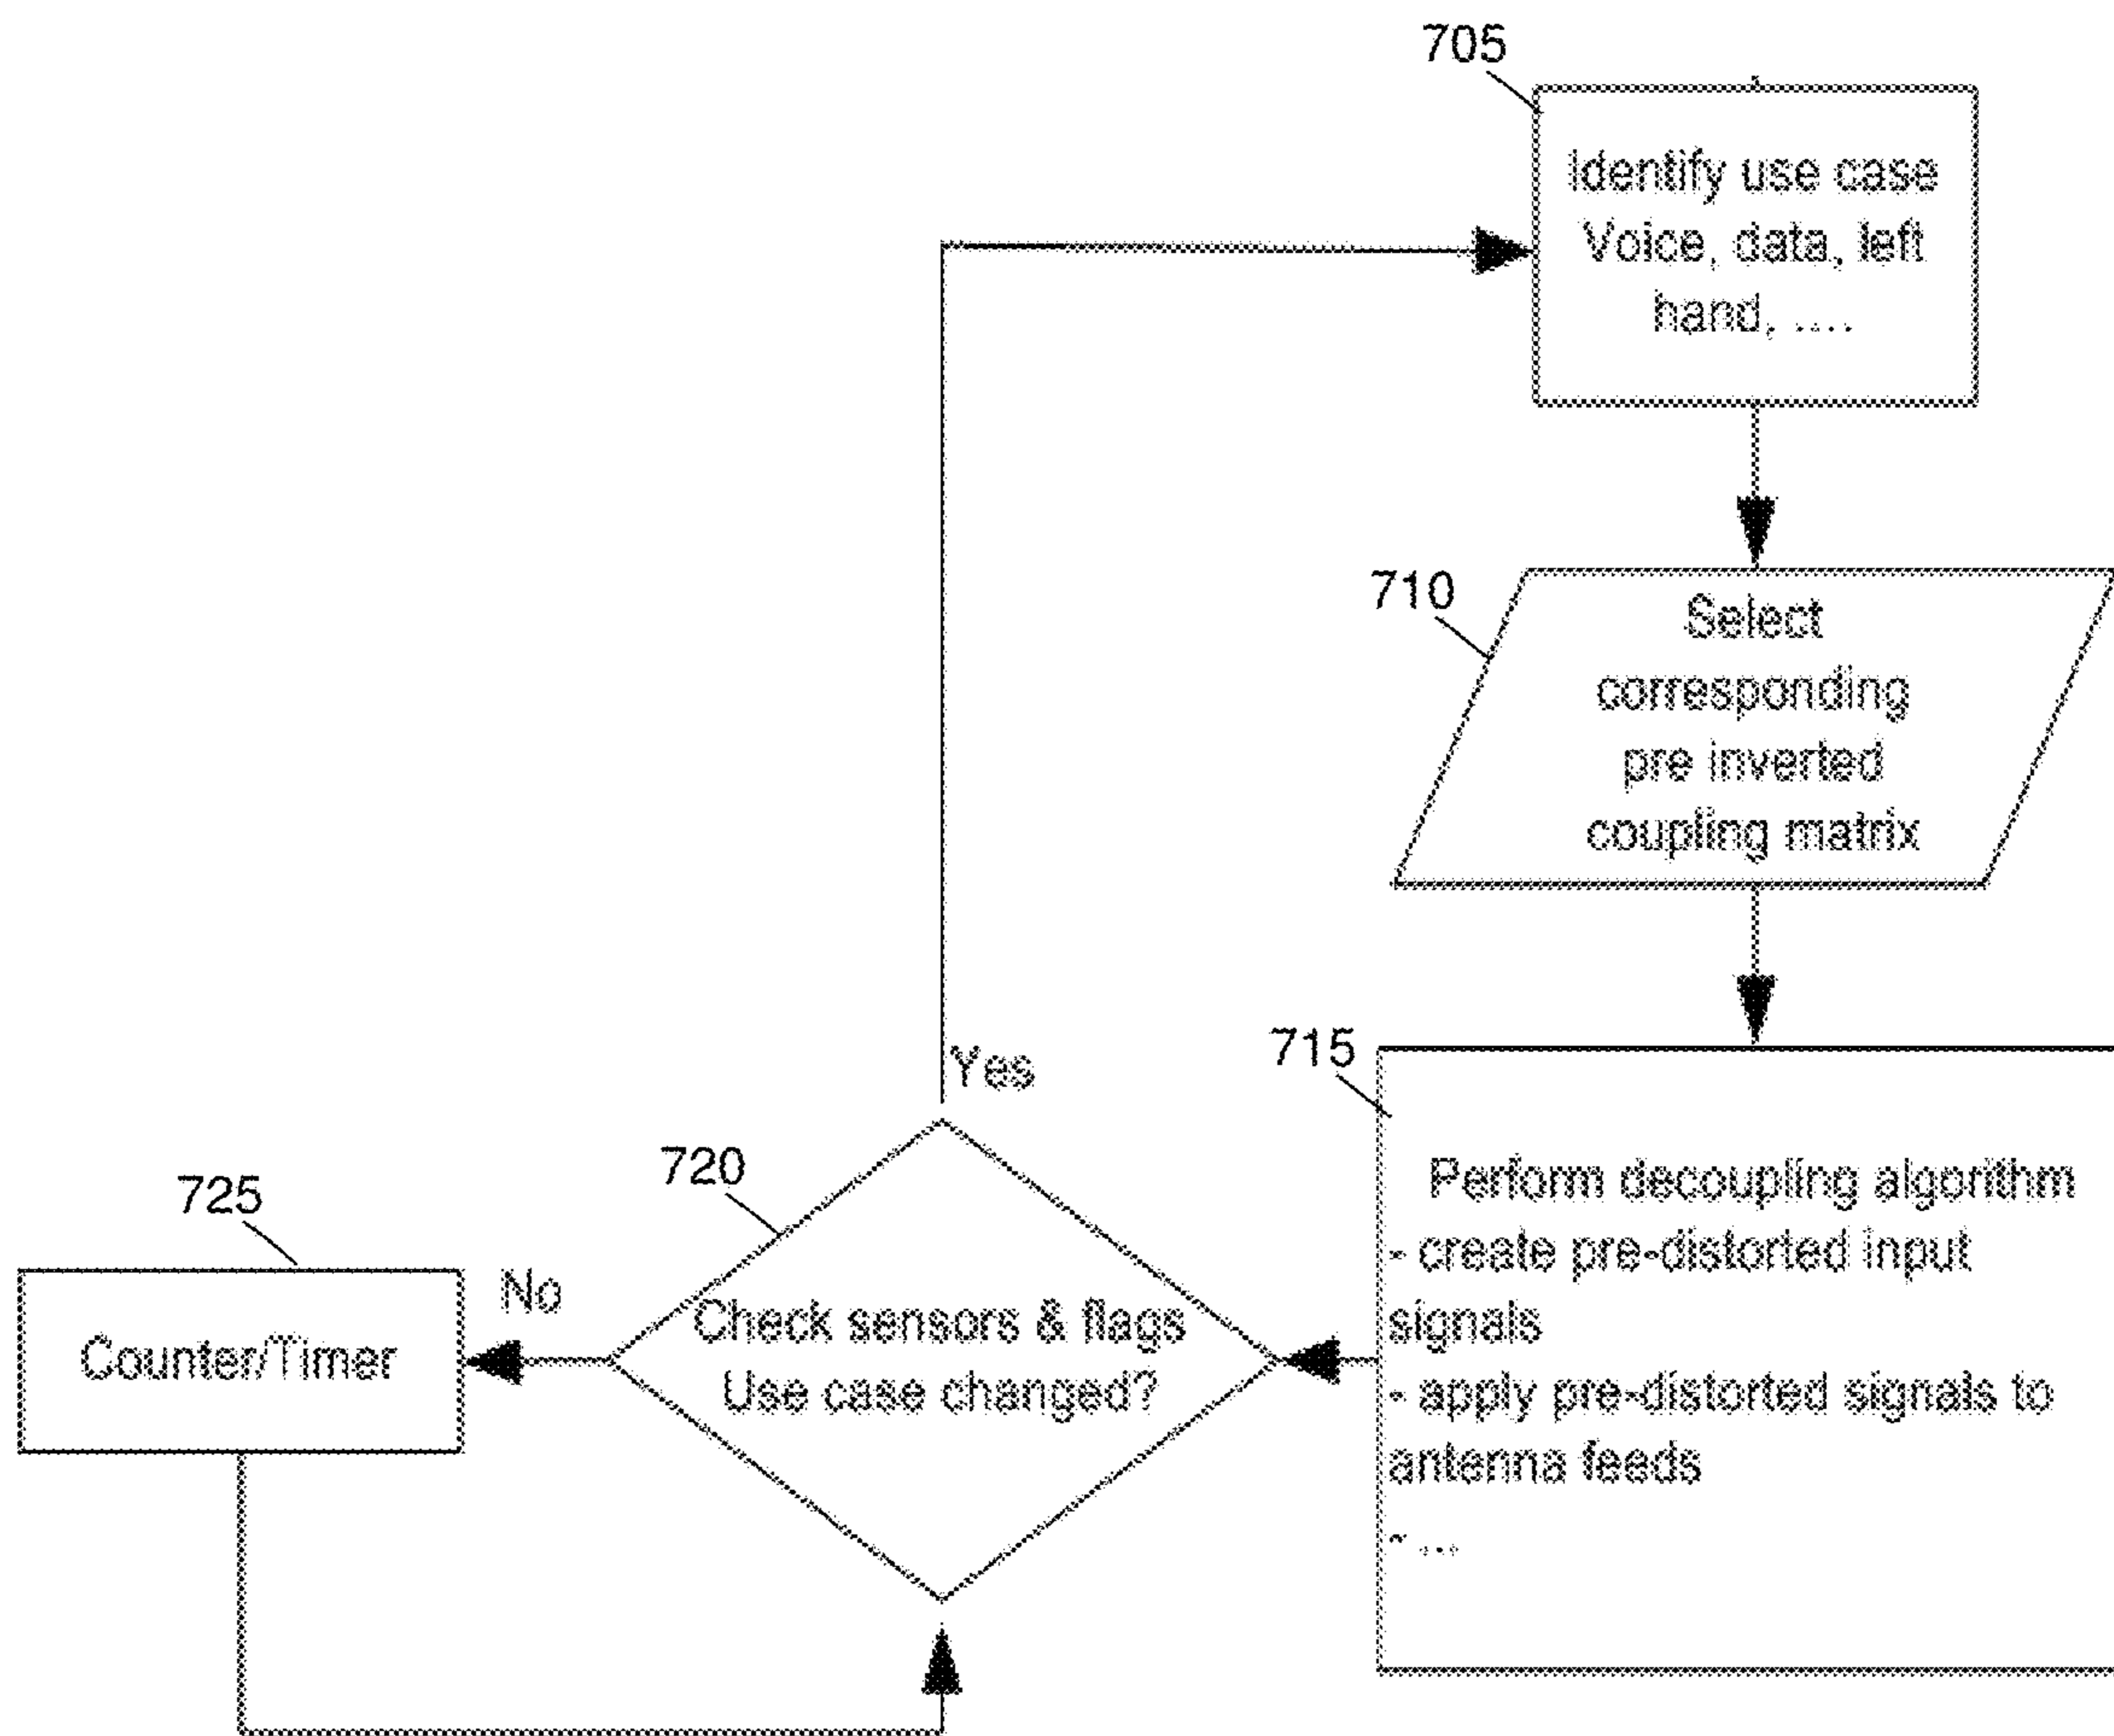 705
Identify use case
Voice, data, left
hand, ....
710
Select
corresponding
pre inverted
coupling matrix
715
Perform decoupling algorithm
- create pre-distorted input
signals
- apply pre-distorted signals to
antenna feeds
- ...
720
Yes
Check sensors & flags
Use case changed?
No
725
Counter/Timer